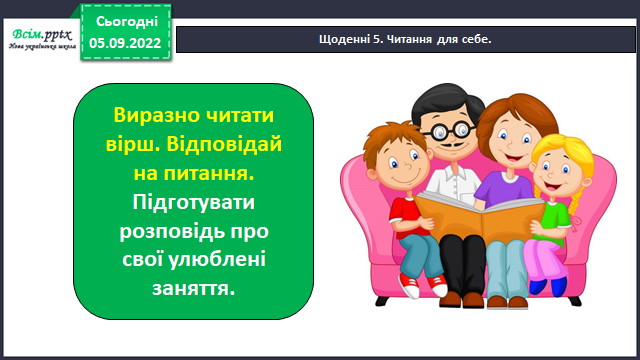 Всім.pptx
Нова українська школа
Сьогодні
05.09.2022
Щоденні 5. Читання для себе.
Виразно читати
вірш. Відповідай
на питання.
Підготувати
розповідь про
свої улюблені
заняття.